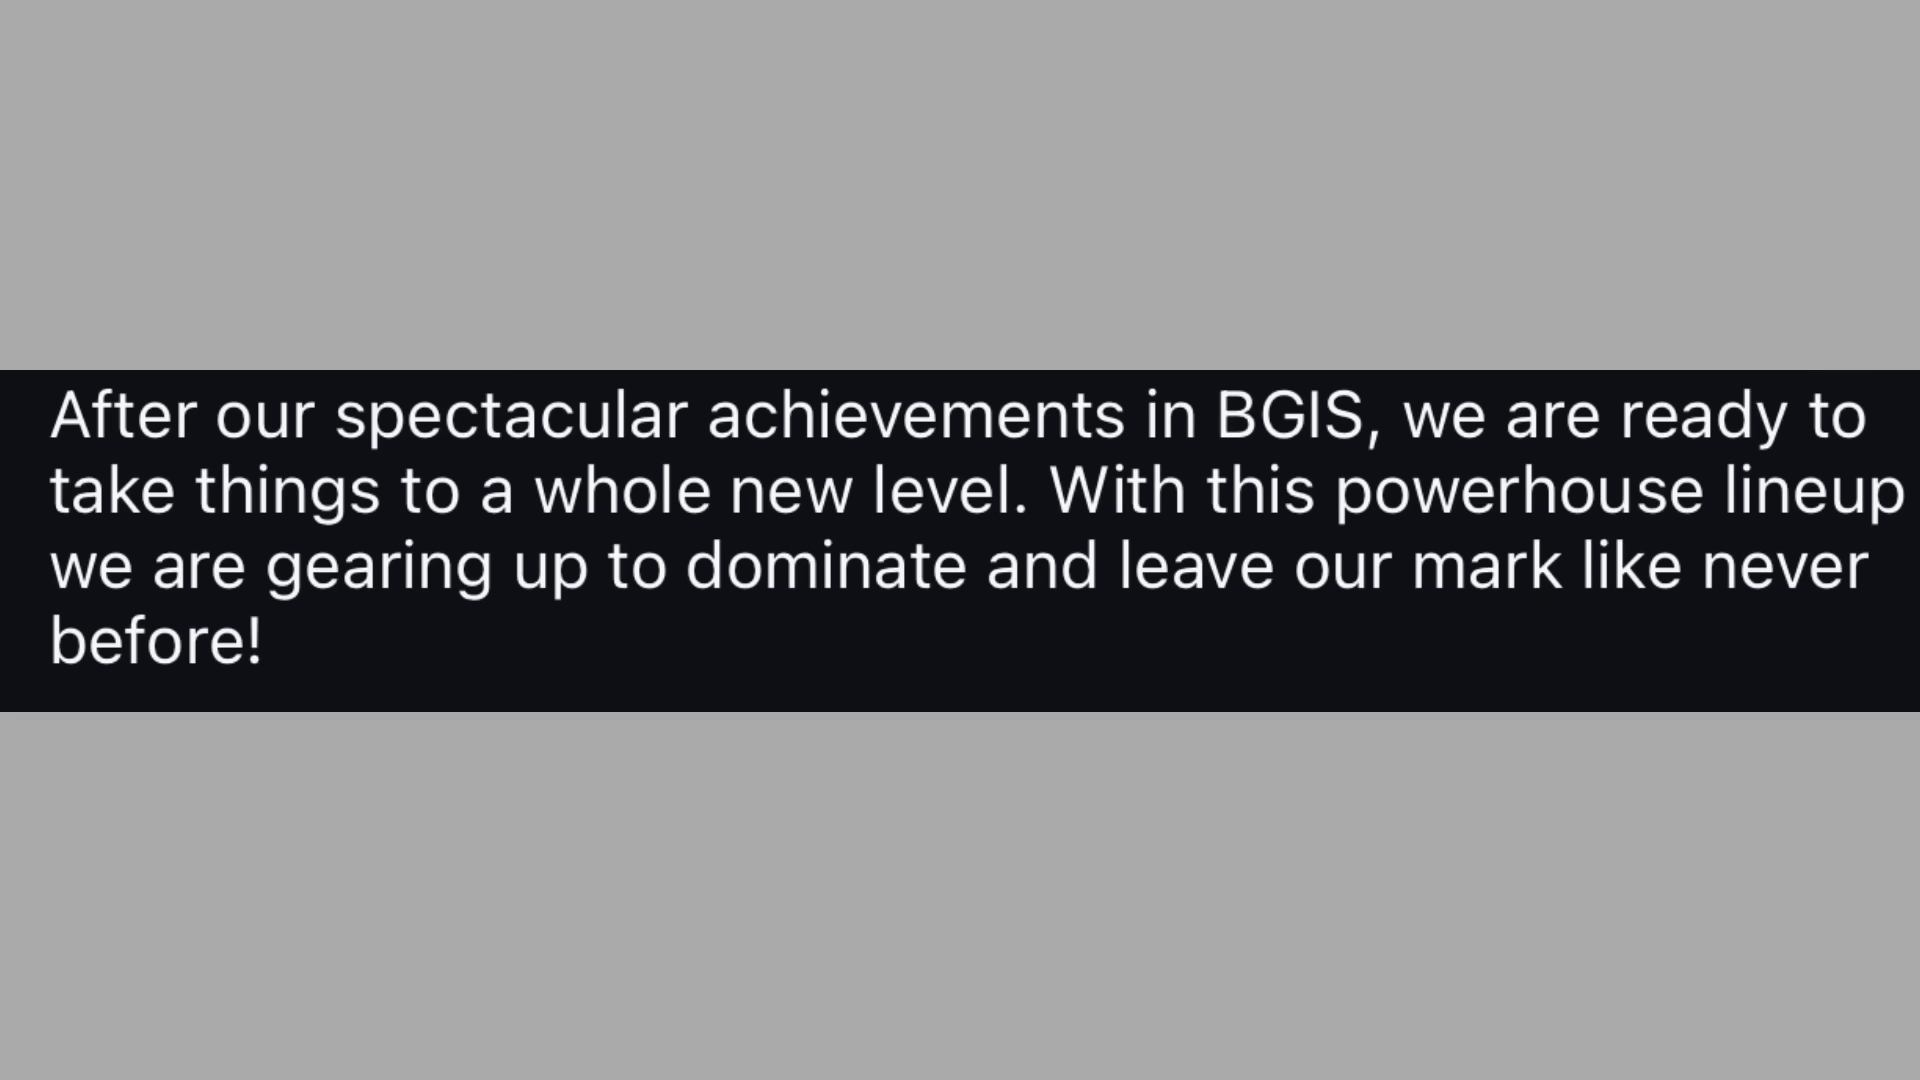 After our spectacular achievements in BGIS, we are ready to
take things to a whole new level. With this powerhouse lineup
we are gearing up to dominate and leave our mark like never
before!